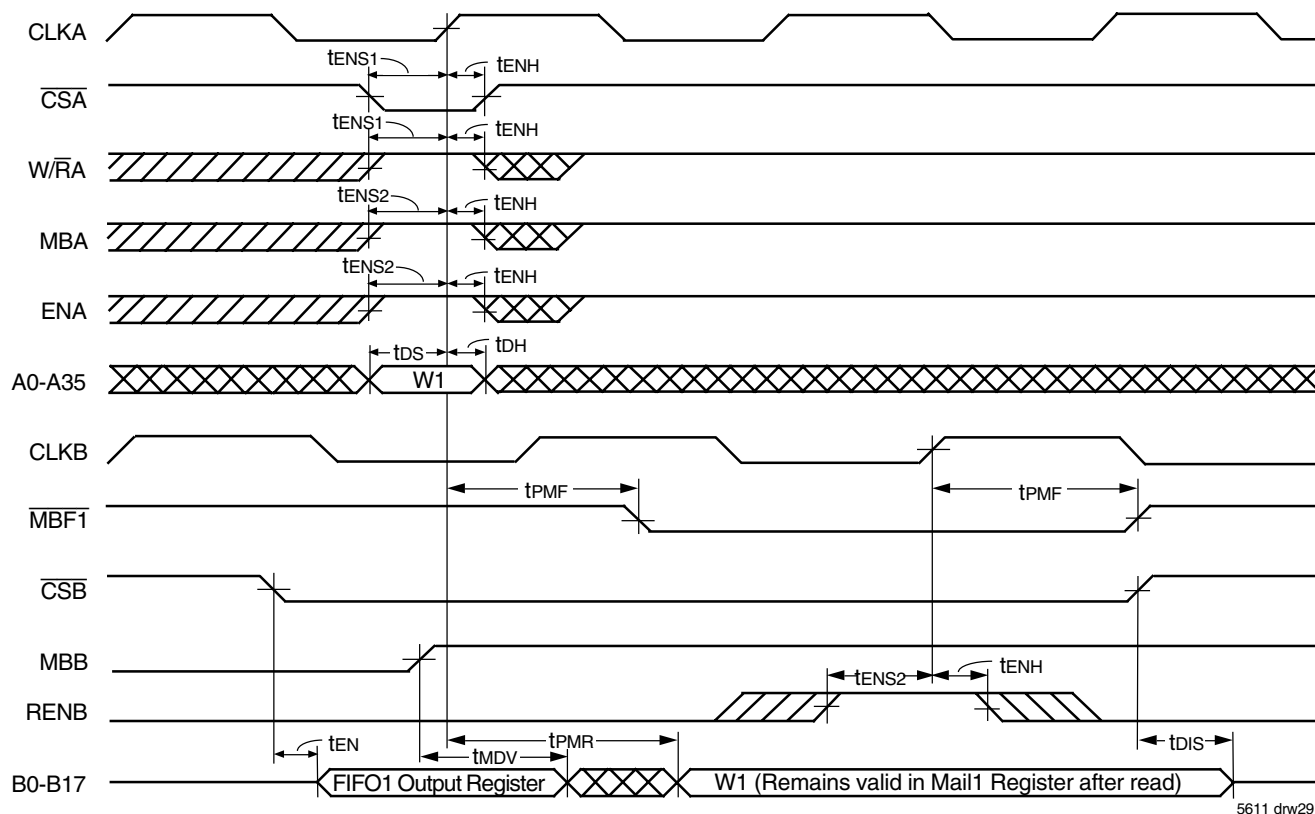 CLKA
tENS1
tENH
CSA
tENS1
tENH
W/RA
tENS2
tENH
MBA
tENS2
tENH
ENA
tDS
tDH
A0-A35
W1
CLKB
tPMF
tPMF
MBF1
CSB
MBB
tENS2
tENH
RENB
tEN
tMDV
tPMR
tDIS
B0-B17
FIFO1 Output Register
W1 (Remains valid in Mail1 Register after read)
5611 drw29